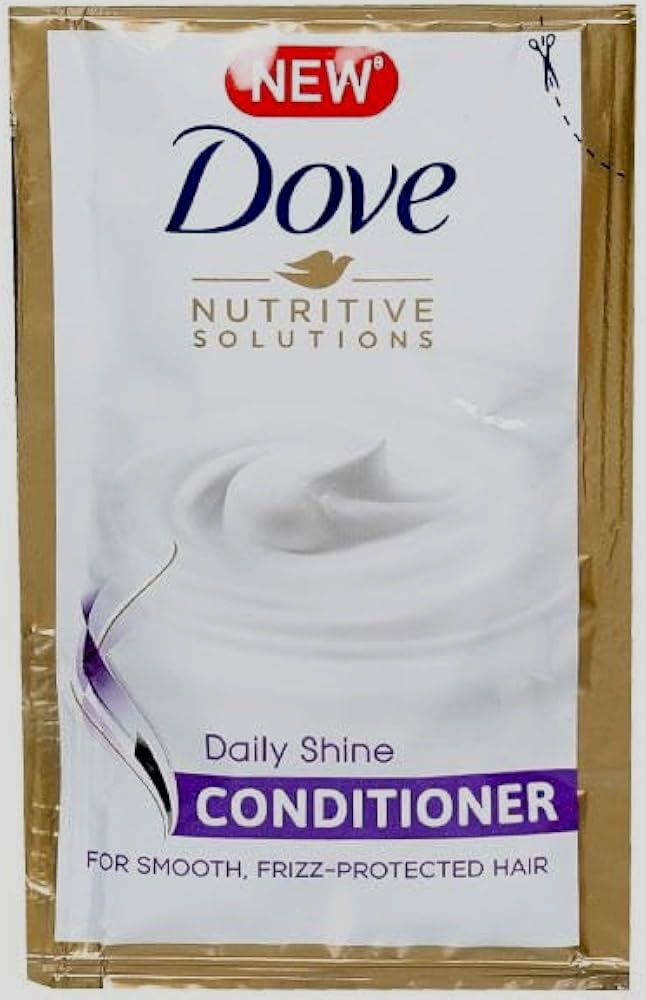 NEW®
Dove
NUTRITIVE
SOLUTIONS
Daily Shine
CONDITIONER
FOR SMOOTH, FRIZZ-PROTECTED HAIR